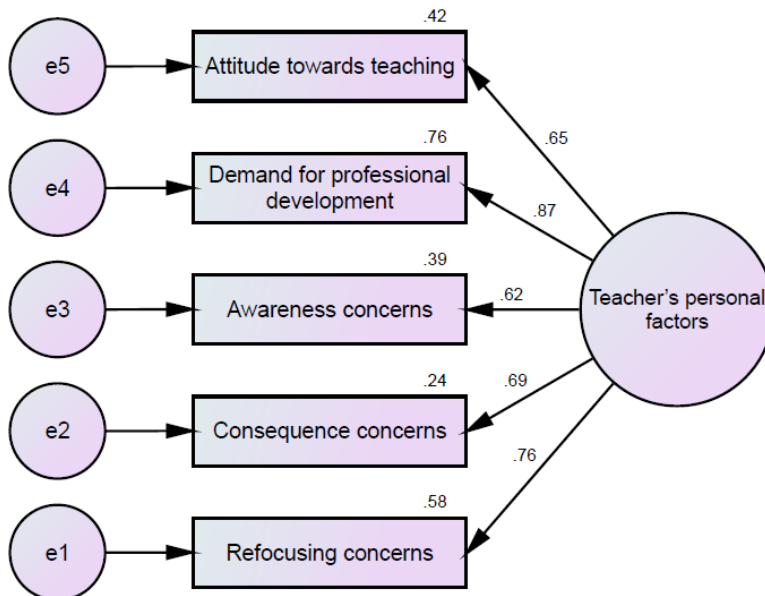 .42
e5
Attitude towards teaching
.65
.76
e4
Demand for professional
development
.87
.39
e3
Awareness concerns
.62
Teacher’s personal
factors
.24
e2
Consequence concerns
.69
.76
.58
e1
Refocusing concerns